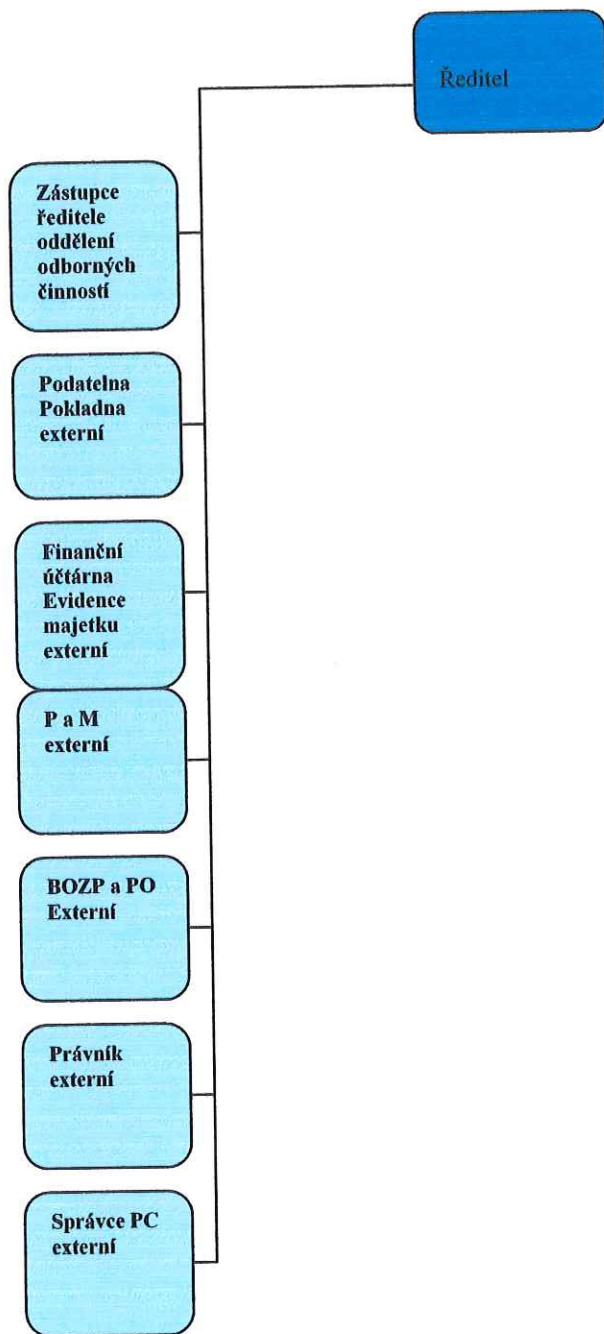 Ředitel
Zástupce
ředitele
oddělení
odborných
činností
Podatelna
Pokladna
externí
Finanční
účtárna
Evidence
majetku
externí
P a M
externí
BOZP a PO
Externí
Právník
externí
Správce PC
externí